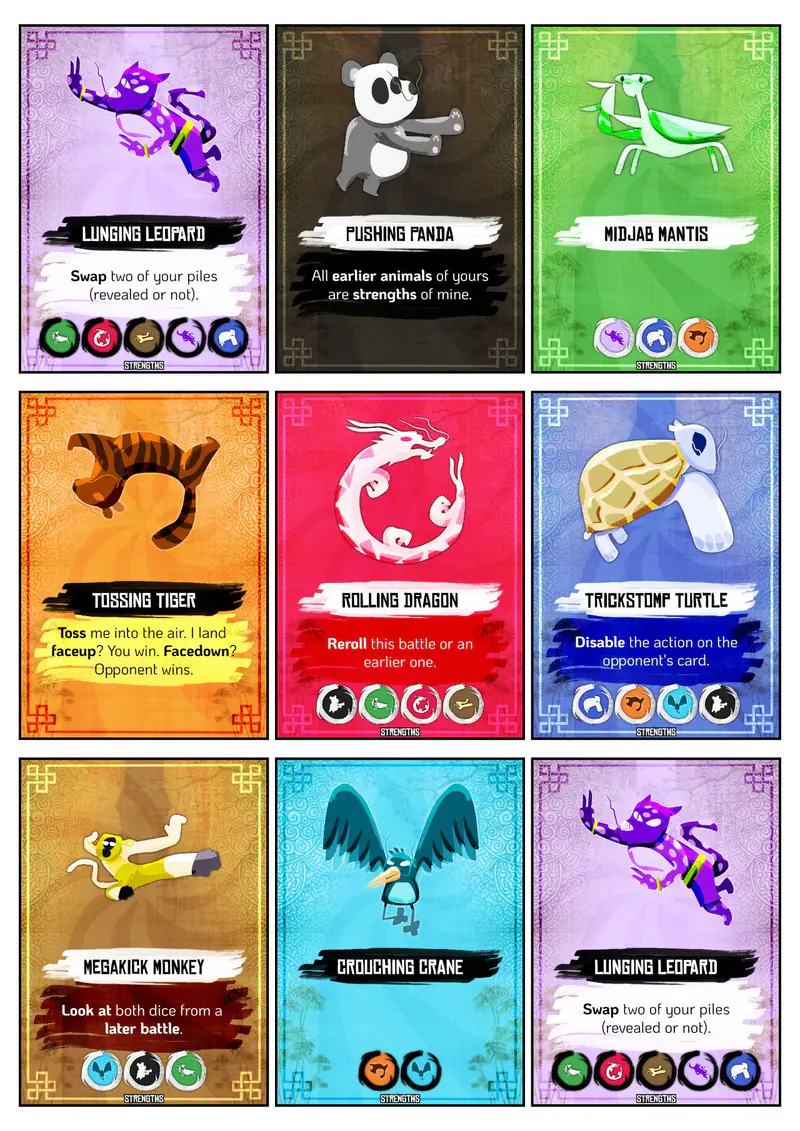 LUNGING LEOPARD
Swap two of your piles
(revealed or not).
STRENGTHS
PUSHING PANDA
All earlier animals of yours
are strengths of mine.
MIDJAB MANTIS
STRENGTHS
TOSSING TIGER
Toss me into the air. I land
faceup? You win. Facedown?
Opponent wins.
ROLLING DRAGON
Reroll this battle or an
earlier one.
STRENGTHS
TRICKSTOMP TURTLE
Disable the action on the
opponent's card.
STRENGTHS
MEGAKICK MONKEY
Look at both dice from a
later battle.
STRENGTHS
CROUCHING CRANE
STRENGTHS
LUNGING LEOPARD
Swap two of your piles
(revealed or not).
STRENGTHS